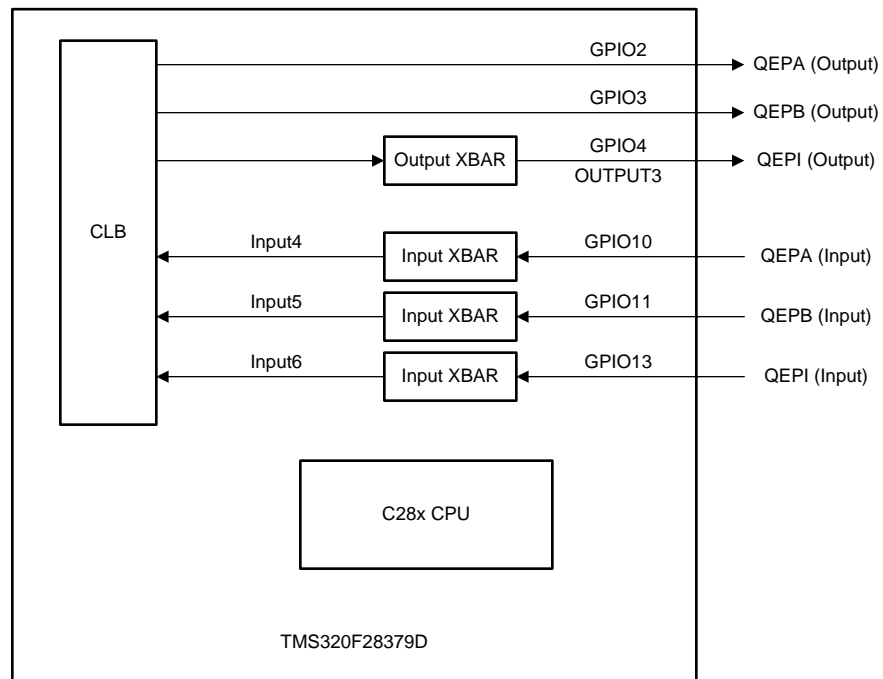 GPIO2
QEPA (Output)
GPIO3
QEPB (Output)
Output XBAR
GPIO4
OUTPUT3
QEPI (Output)
CLB
Input4
Input XBAR
GPIO10
QEPA (Input)
Input5
Input XBAR
GPIO11
QEPB (Input)
Input6
Input XBAR
GPIO13
QEPI (Input)
C28x CPU
TMS320F28379D